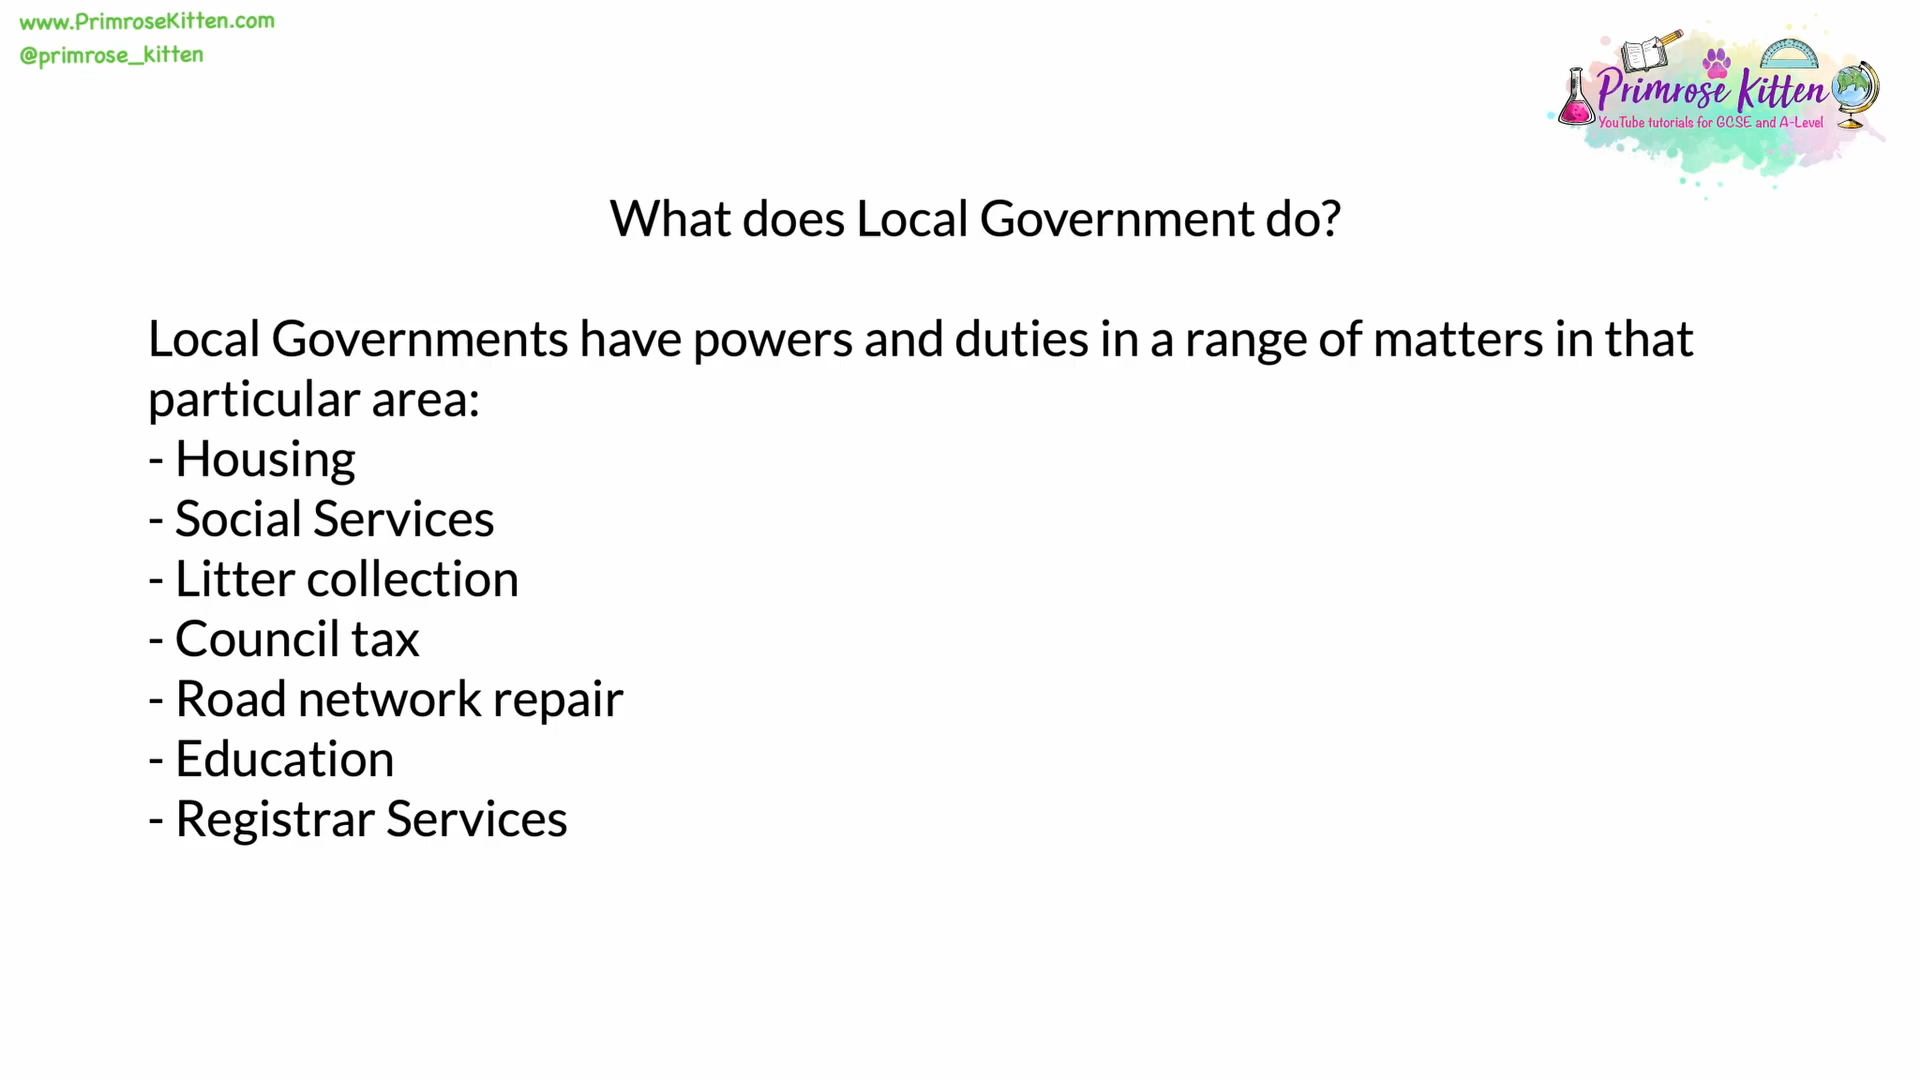 www.PrimroseKitten.com
@primrose_kitten
Primrose Kitten
YouTube tutorials for GCSE and A-Level
What does Local Government do?
Local Governments have powers and duties in a range of matters in that
particular area:
- Housing
- Social Services
- Litter collection
- Council tax
- Road network repair
- Education
- Registrar Services